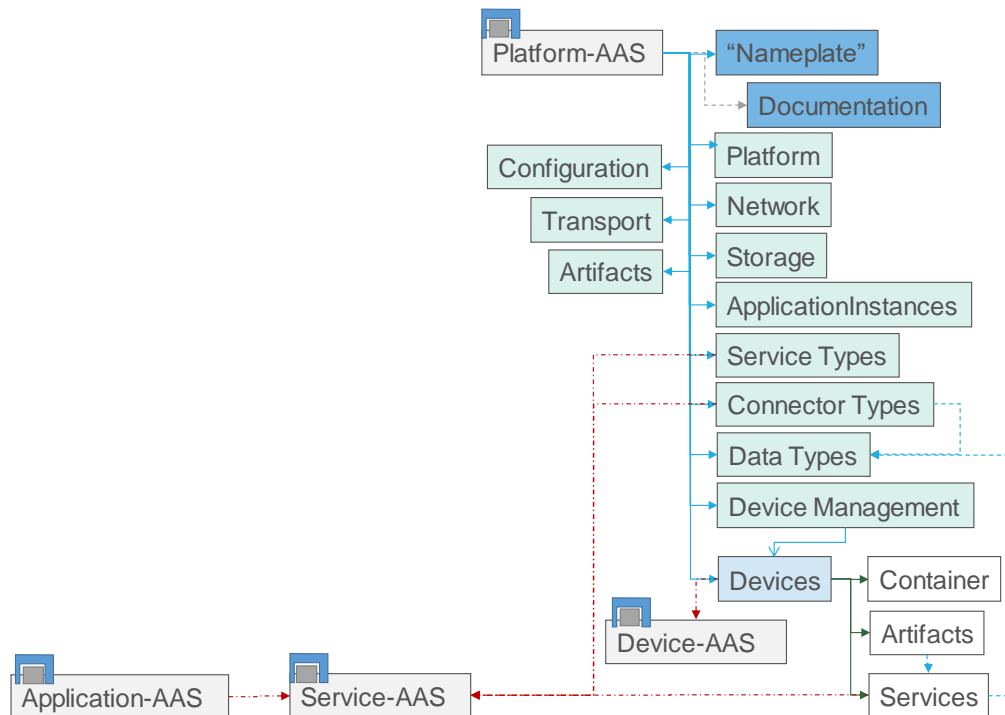 Platform-AAS
“Nameplate”
Documentation
Platform
Configuration
Network
Transport
Storage
Artifacts
ApplicationInstances
Service Types
Connector Types
Data Types
Device Management
Devices
Container
Artifacts
Device-AAS
Application-AAS
Service-AAS
Services